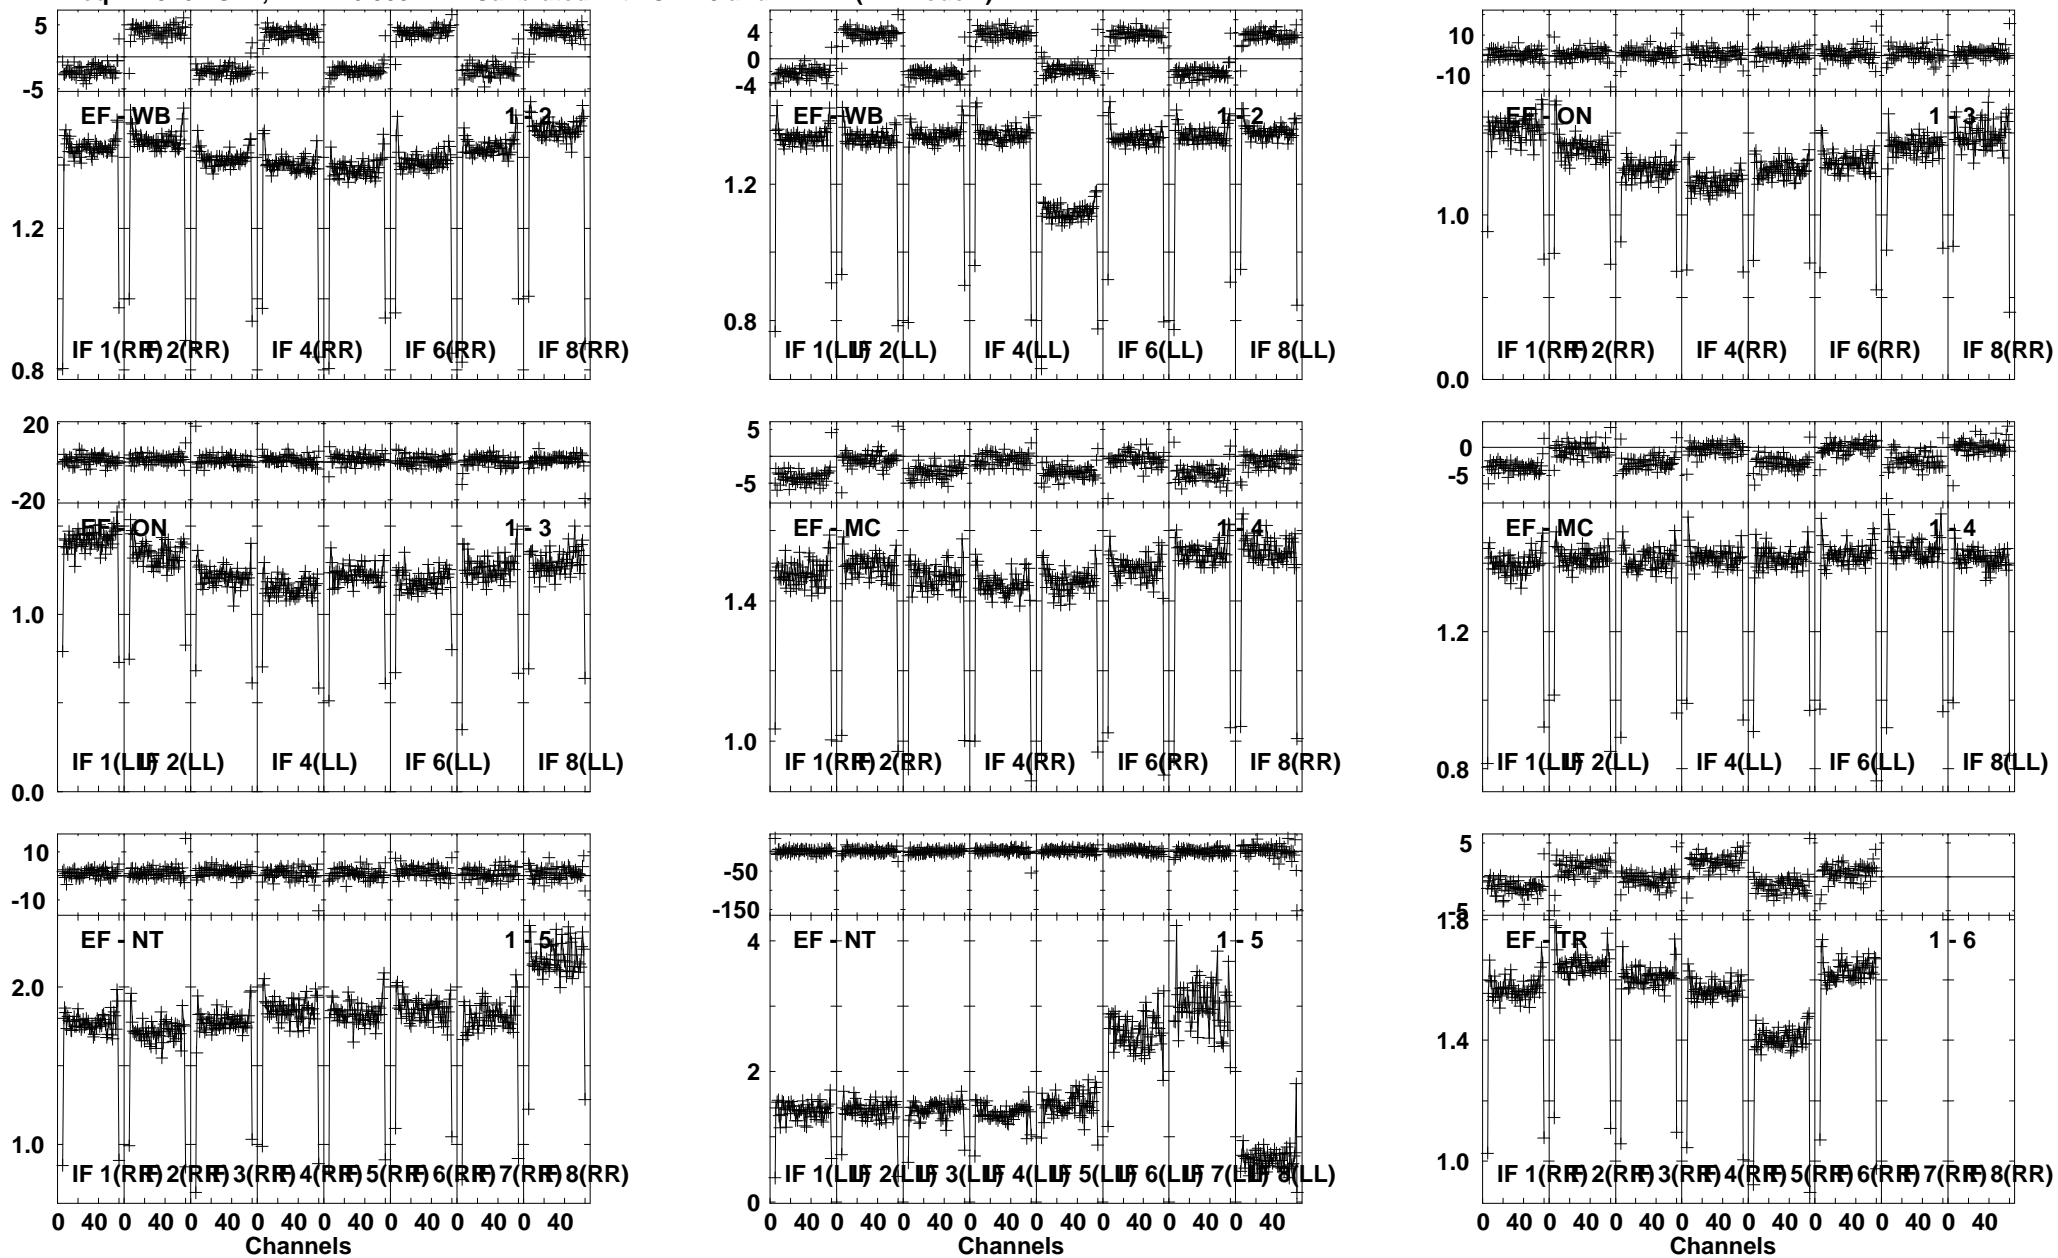 5
-5
EF - WB 1 - 2
1.2
0.8
IF 1(RR) IF 2(RR) IF 4(RR) IF 6(RR) IF 8(RR)
4
0
-4
EF - WB 1 - 2
1.2
0.8
IF 1(LL) IF 2(LL) IF 4(LL) IF 6(LL) IF 8(LL)
10
-10
EF - ON 1 - 3
1.0
0.0
IF 1(RR) IF 2(RR) IF 4(RR) IF 6(RR) IF 8(RR)
20
-20
EF - ON 1 - 3
1.0
0.0
IF 1(LL) IF 2(LL) IF 4(LL) IF 6(LL) IF 8(LL)
5
-5
EF - MC 1 - 4
1.4
1.0
IF 1(RR) IF 2(RR) IF 4(RR) IF 6(RR) IF 8(RR)
0
-5
EF - MC 1 - 4
1.2
0.8
IF 1(LL) IF 2(LL) IF 4(LL) IF 6(LL) IF 8(LL)
10
-10
EF - NT 1 - 5
2.0
1.0
IF 1(RR) IF 2(RR) IF 3(RR) IF 4(RR) IF 5(RR) IF 6(RR) IF 7(RR) IF 8(RR)
0 40 0 40 0 40 0 40 0 40 0 40 0 40 0 40
Channels
-50
-150
EF - NT 1 - 5
4
2
0
IF 1(LL) IF 2(LL) IF 3(LL) IF 4(LL) IF 5(LL) IF 6(LL) IF 7(LL) IF 8(LL)
0 40 0 40 0 40 0 40 0 40 0 40 0 40 0 40
Channels
5
-5
1.8
EF - TR 1 - 6
1.4
1.0
IF 1(RR) IF 2(RR) IF 3(RR) IF 4(RR) IF 5(RR) IF 6(RR) IF 7(RR) IF 8(RR)
0 40 0 40 0 40 0 40 0 40 0 40 0 40 0 40
Channels